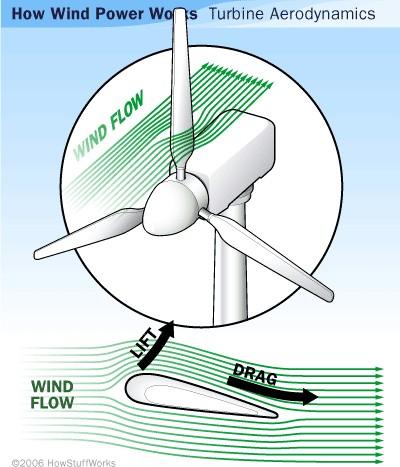 How Wind Power Works Turbine Aerodynamics
WIND FLOW
LIFT
DRAG
WIND
FLOW
©2006 HowStuffWorks